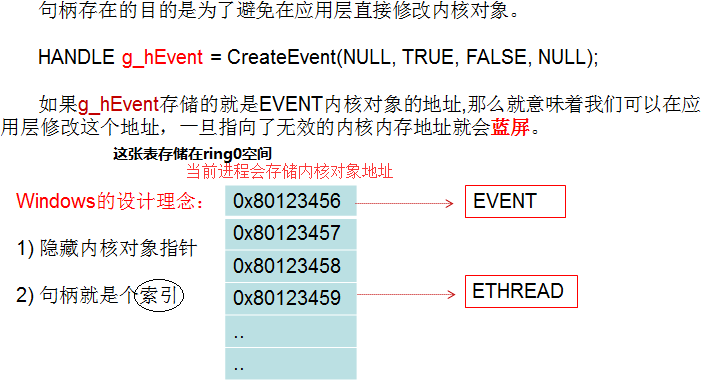 句柄存在的目的是为了避免在应用层直接修改内核对象。
HANDLE g_hEvent = CreateEvent(NULL, TRUE, FALSE, NULL);
如果g_hEvent存储的就是EVENT内核对象的地址,那么就意味着我们可以在应
用层修改这个地址，一旦指向了无效的内核内存地址就会蓝屏。
这张表存储在ring0空间
当前进程会存储内核对象地址
Windows的设计理念：
1) 隐藏内核对象指针
2) 句柄就是个索引
0x80123456
0x80123457
0x80123458
0x80123459
..
..
EVENT
ETHREAD